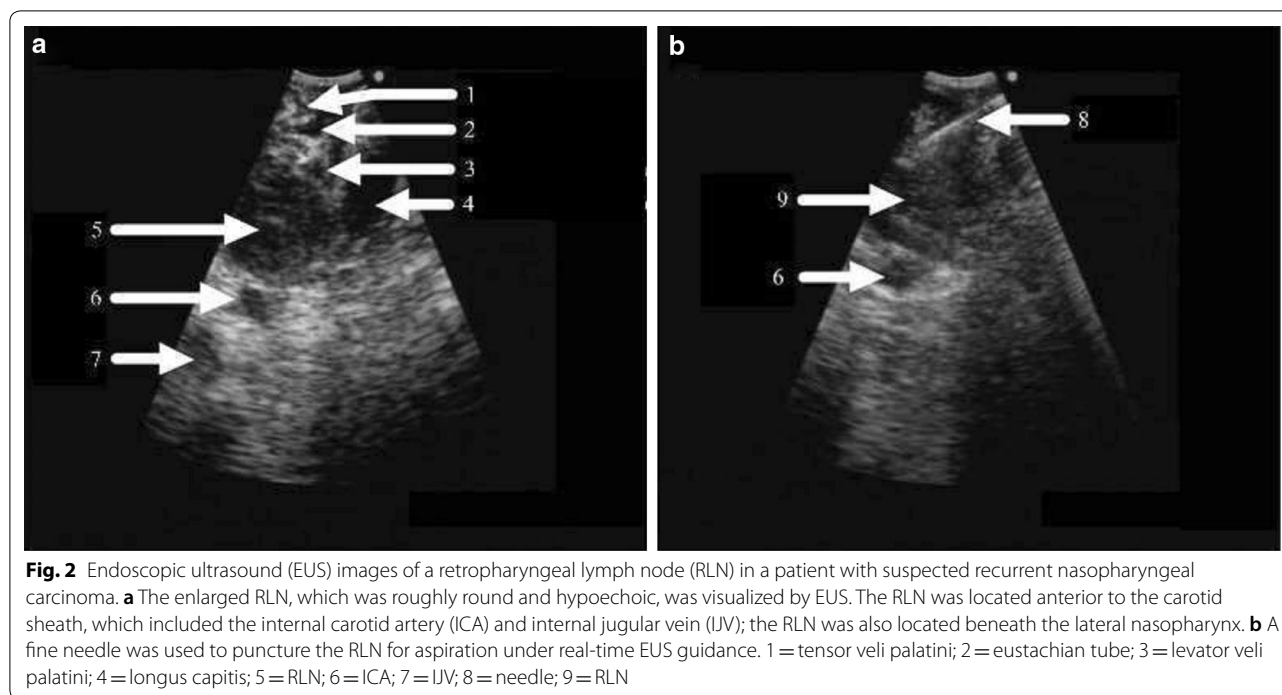 a
b
1
2
3
4
5
6
7
8
9
6
Fig. 2 Endoscopic ultrasound (EUS) images of a retropharyngeal lymph node (RLN) in a patient with suspected recurrent nasopharyngeal
carcinoma. a The enlarged RLN, which was roughly round and hypoechoic, was visualized by EUS. The RLN was located anterior to the carotid
sheath, which included the internal carotid artery (ICA) and internal jugular vein (IJV); the RLN was also located beneath the lateral nasopharynx. b A
fine needle was used to puncture the RLN for aspiration under real-time EUS guidance. 1 = tensor veli palatini; 2 = eustachian tube; 3 = levator veli
palatini; 4 = longus capitis; 5 = RLN; 6 = ICA; 7 = IJV; 8 = needle; 9 = RLN